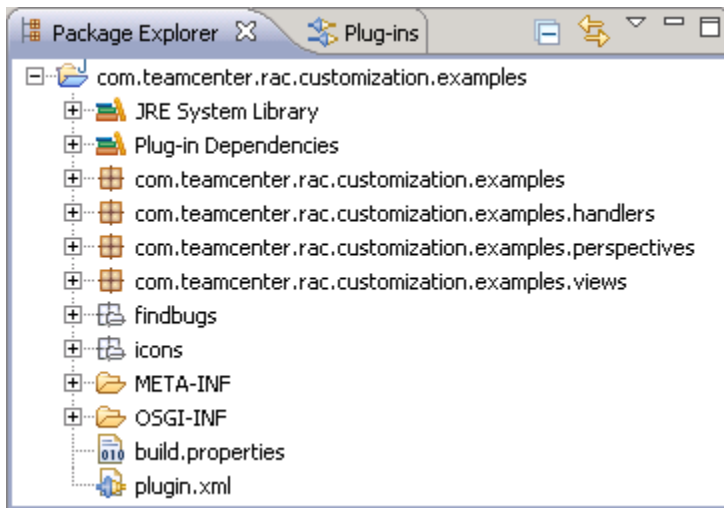 Package Explorer Plug-ins
com.teamcenter.rac.customization.examples
JRE System Library
Plug-in Dependencies
com.teamcenter.rac.customization.examples
com.teamcenter.rac.customization.examples.handlers
com.teamcenter.rac.customization.examples.perspectives
com.teamcenter.rac.customization.examples.views
findbugs
icons
META-INF
OSGI-INF
build.properties
plugin.xml